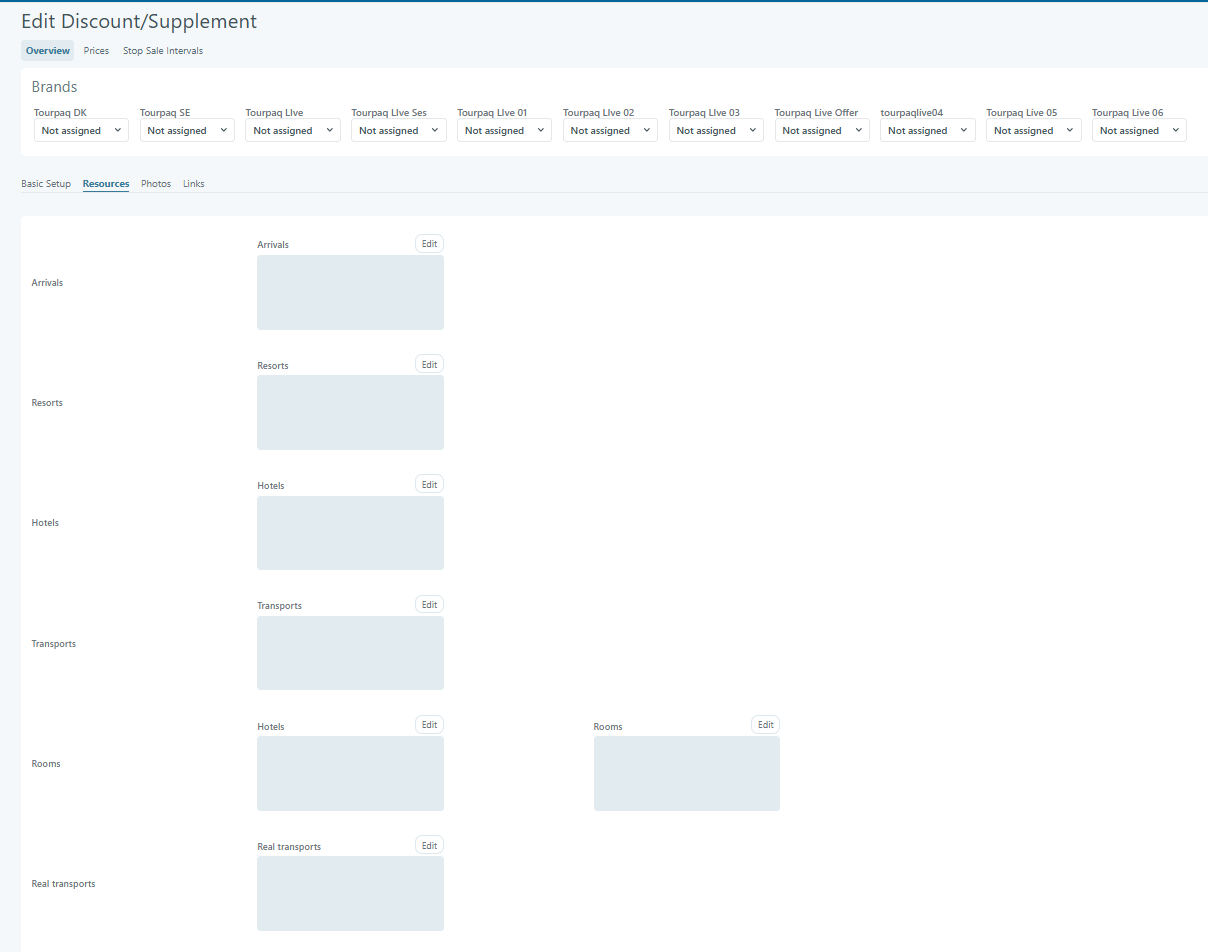 Edit Discount/Supplement
Overview Prices Stop Sale Intervals
Brands
Tourpaq DK Tourpaq SE Tourpaq LIve Tourpaq LIve Ses Tourpaq LIve 01 Tourpaq LIve 02 Tourpaq LIve 03 Tourpaq Live Offer tourpaqlive04 Tourpaq Live 05 Tourpaq Live 06
Not assigned Not assigned Not assigned Not assigned Not assigned Not assigned Not assigned Not assigned Not assigned Not assigned Not assigned
Basic Setup Resources Photos Links
Arrivals Edit
Arrivals
Resorts Edit
Resorts
Hotels Edit
Hotels
Transports Edit
Transports
Hotels Edit Rooms Edit
Rooms
Real transports Edit
Real transports